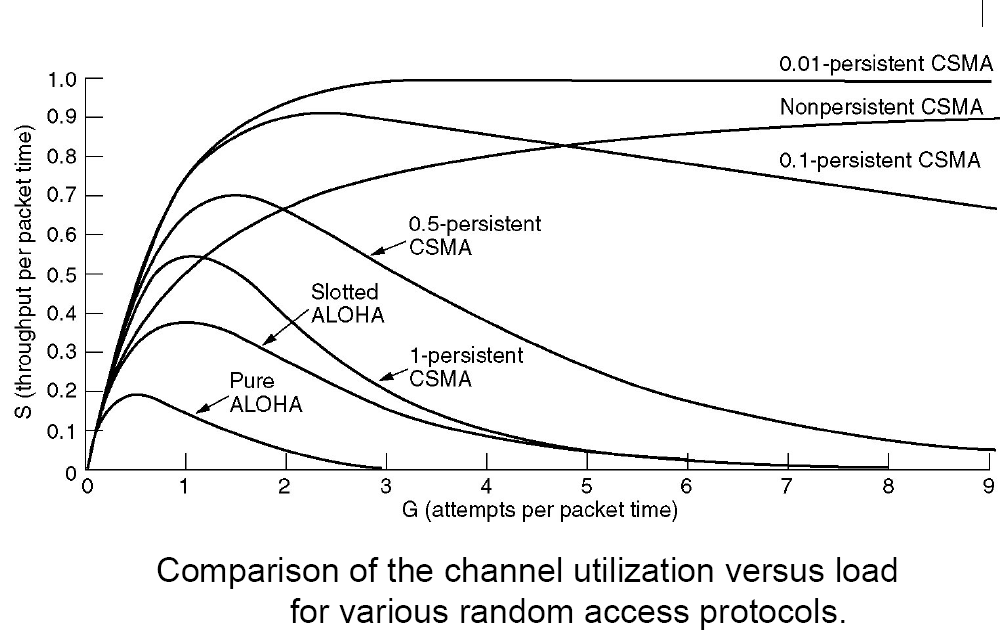 0.01-persistent CSMA
Nonpersistent CSMA
0.1-persistent CSMA
0.5-persistent
CSMA
Slotted
ALOHA
1-persistent
CSMA
Pure
ALOHA
S (throughput per packet time)
1.0
0.9
0.8
0.7
0.6
0.5
0.4
0.3
0.2
0.1
0
0 1 2 3 4 5 6 7 8 9
G (attempts per packet time)
Comparison of the channel utilization versus load
for various random access protocols.